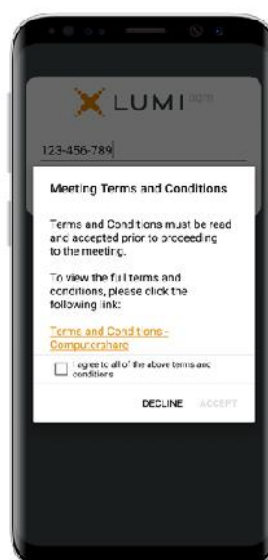 LUMI AGM
123-456-789
Meeting Terms and Conditions
Terms and Conditions must be read
and accepted prior to proceeding
to the meeting.
To view the full terms and
conditions, please click the
following link:
Terms and Conditions -
Computershare
I agree to all of the above terms and
conditions
DECLINE ACCEPT